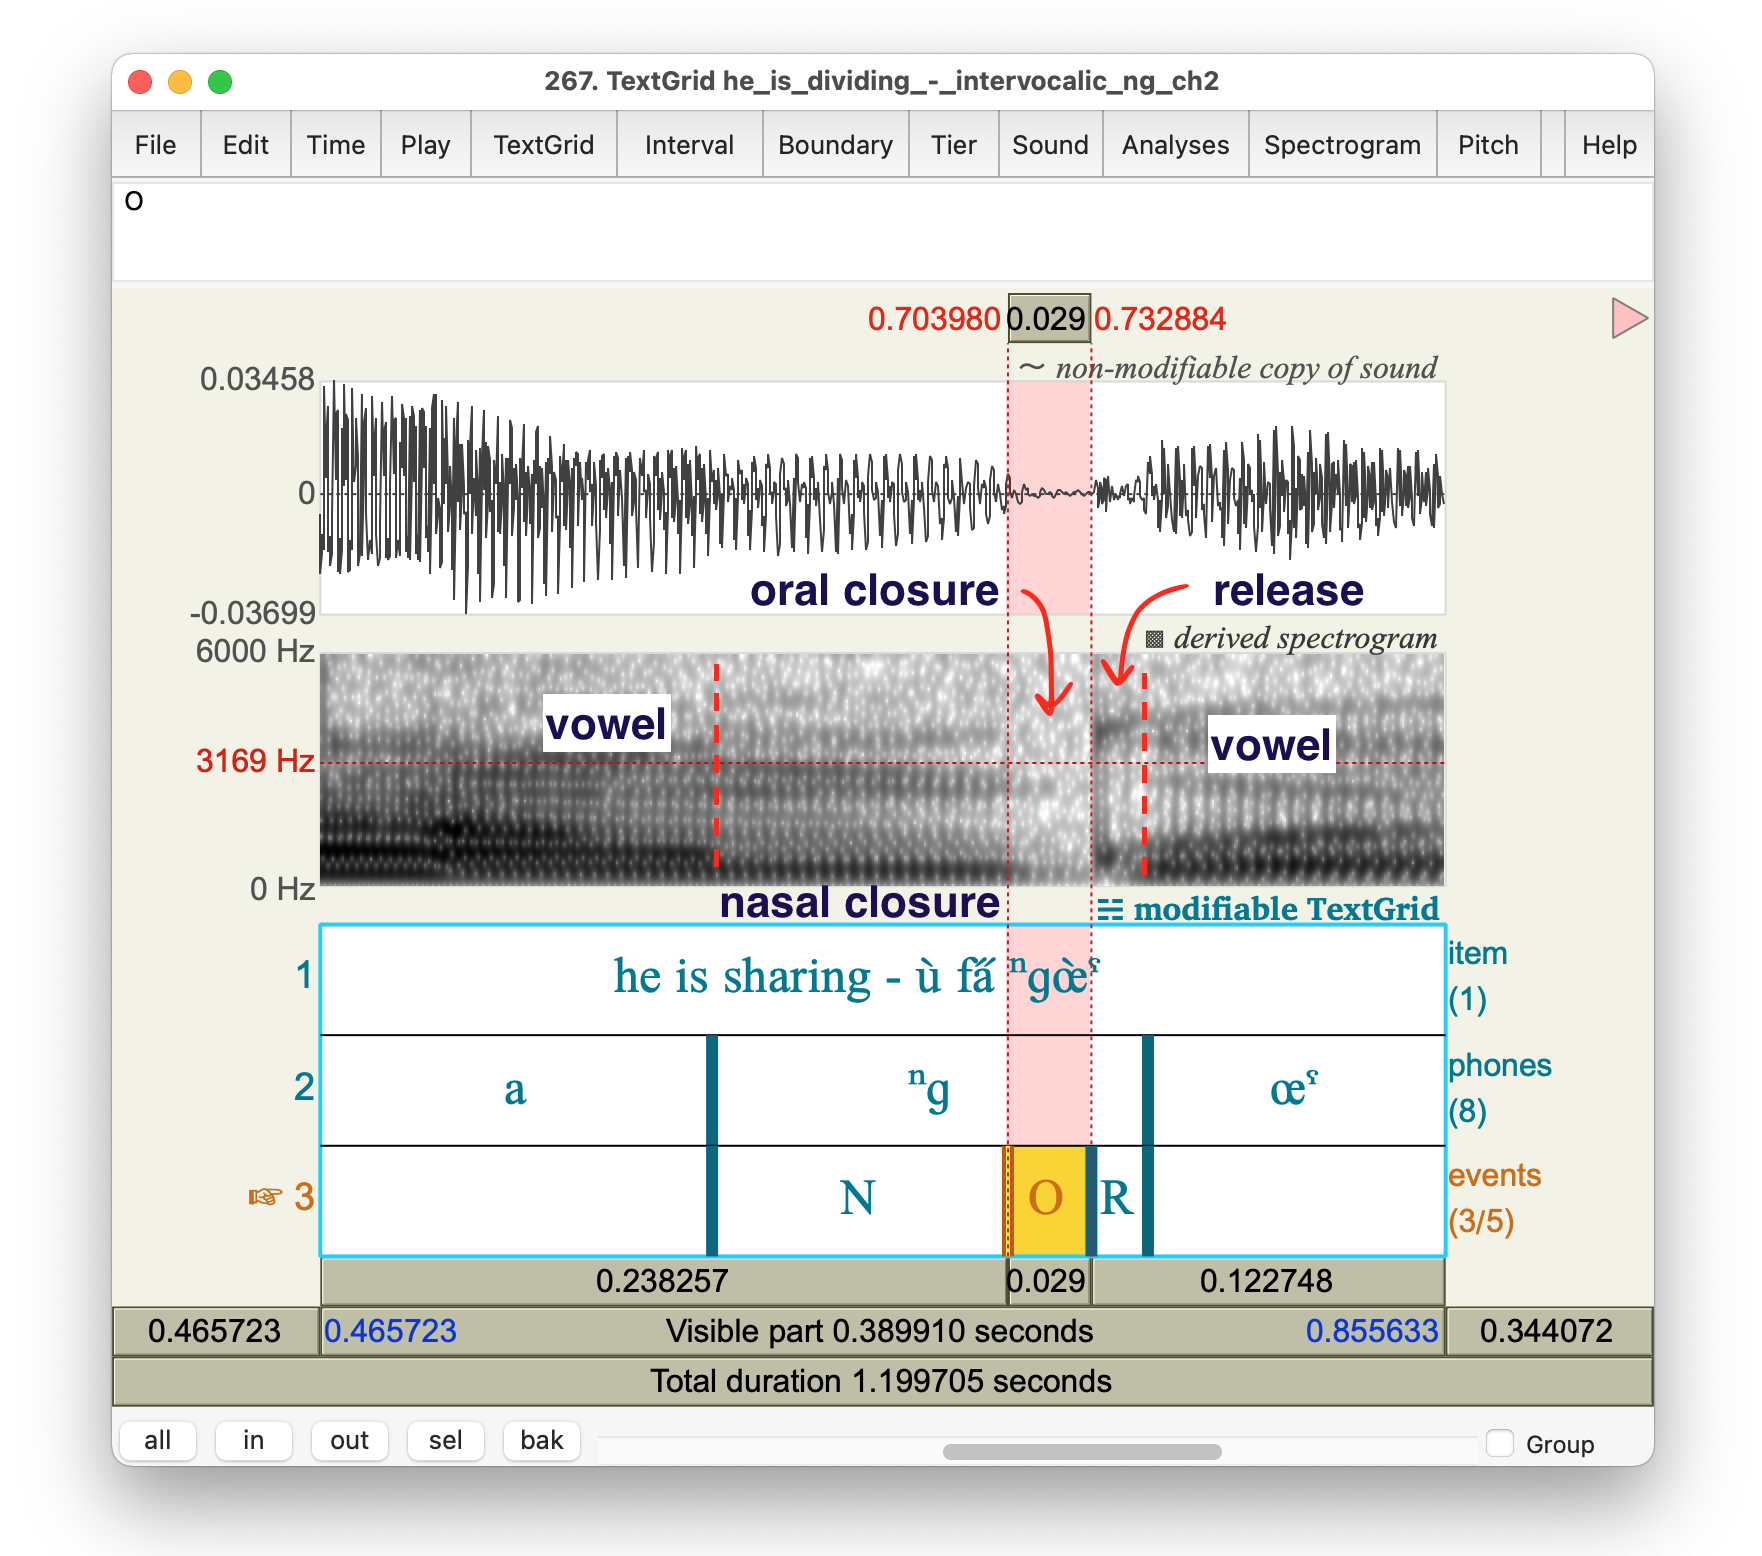 267. TextGrid he_is_dividing_-_intervocalic_ng_ch2
File Edit Time Play TextGrid Interval Boundary Tier Sound Analyses Spectrogram Pitch Help
O
0.703980 0.029 0.732884
~ non-modifiable copy of sound
0.03458
0
-0.03699
oral closure release
derived spectrogram
6000 Hz
vowel vowel
3169 Hz
0 Hz
nasal closure
modifiable TextGrid
1 he is sharing - ù fã́ ⁿgœ̀ˤ item (1)
2 a ⁿg œˤ phones (8)
3 N O R events (3/5)
0.238257 0.029 0.122748
0.465723 0.465723 Visible part 0.389910 seconds 0.855633 0.344072
Total duration 1.199705 seconds
all in out sel bak Group